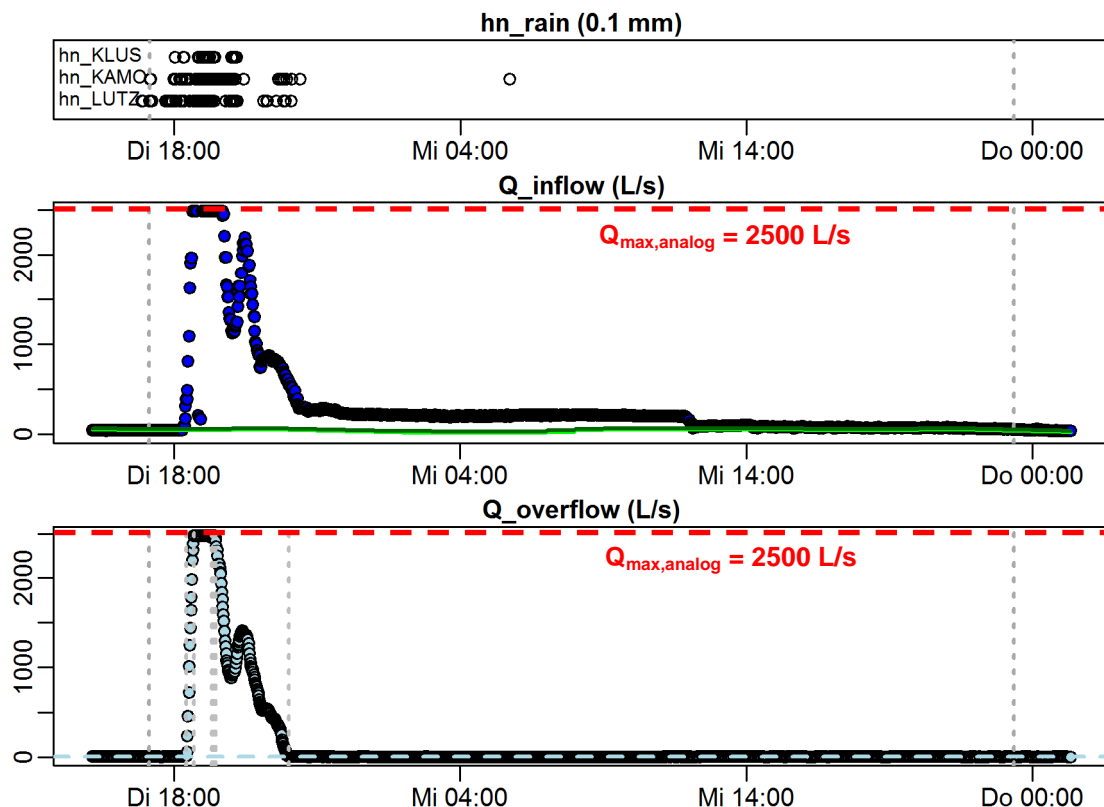 hn_rain (0.1 mm)
hn_KLUS
hn_KAMO
hn_LUTZ
Di 18:00 Mi 04:00 Mi 14:00 Do 00:00
Q_inflow (L/s)
Qmax,analog = 2500 L/s
2000
1000
0
Di 18:00 Mi 04:00 Mi 14:00 Do 00:00
Q_overflow (L/s)
Qmax,analog = 2500 L/s
2000
1000
0
Di 18:00 Mi 04:00 Mi 14:00 Do 00:00